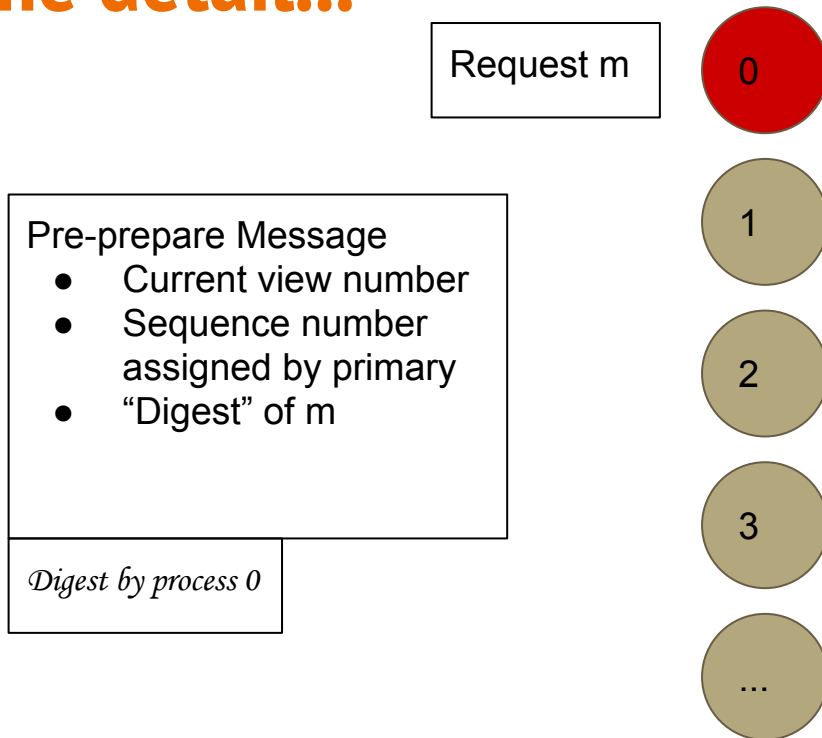 detail...
Request m
0
1
Pre-prepare Message
● Current view number
● Sequence number
assigned by primary
● “Digest” of m
2
3
Digest by process 0
...